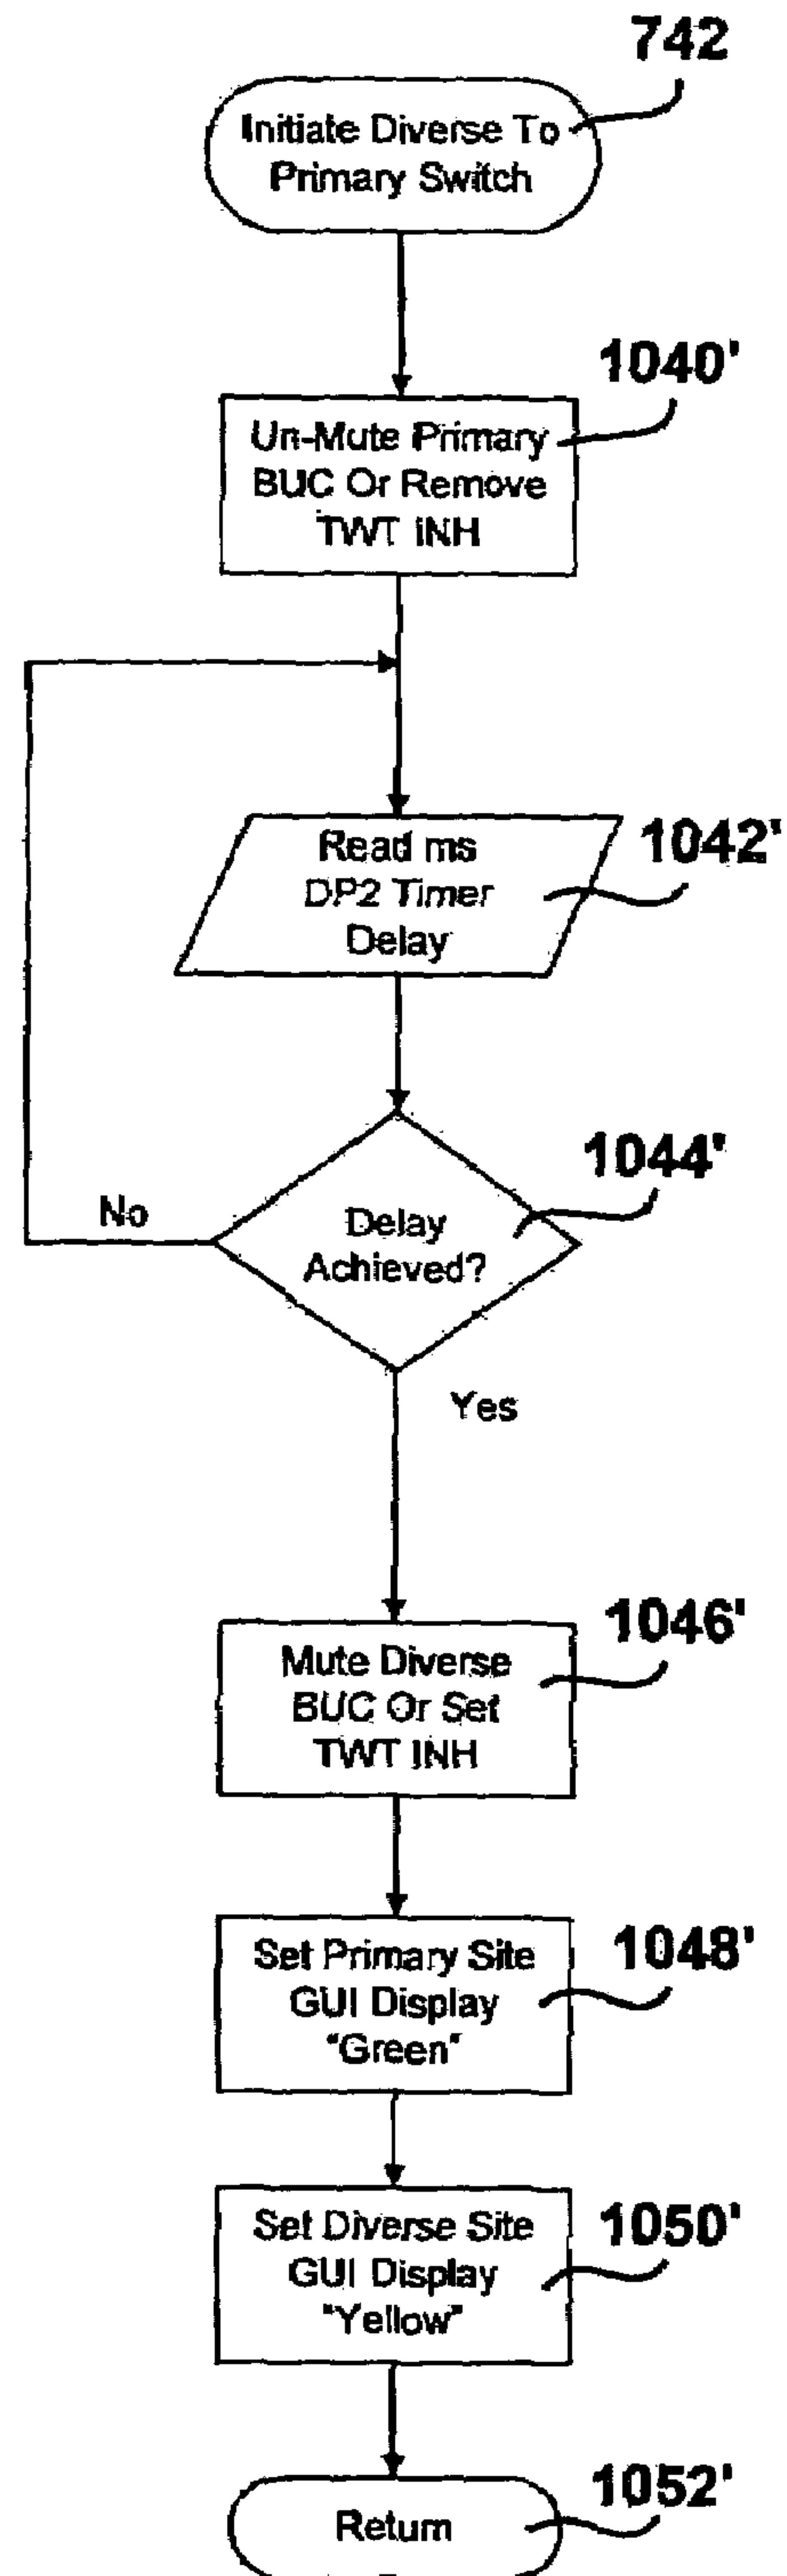 742
Initiate Diverse To
Primary Switch
1040'
Un-Mute Primary
BUC Or Remove
TWT INH
1042'
Read ms
DP2 Timer
Delay
1044'
Delay
Achieved?
No
Yes
1046'
Mute Diverse
BUC Or Set
TWT INH
1048'
Set Primary Site
GUI Display
"Green"
1050'
Set Diverse Site
GUI Display
"Yellow"
1052'
Return